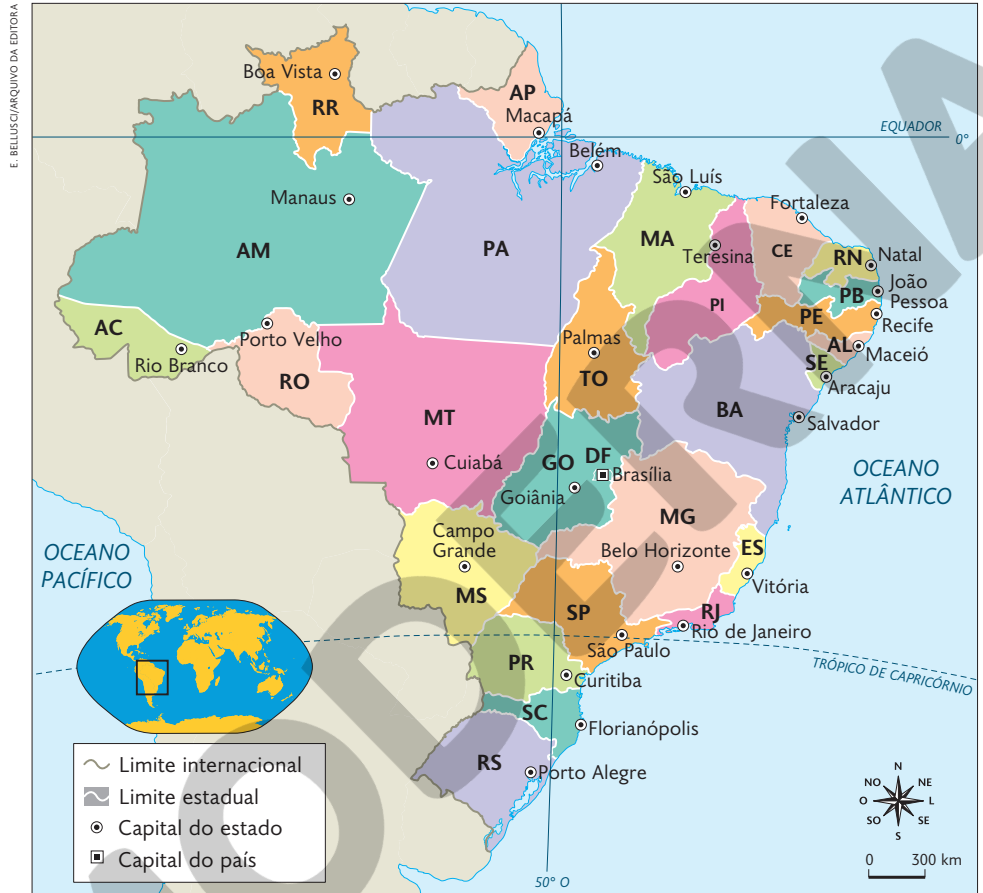 E. BELLUSCI/ARQUIVO DA EDITORA
Boa Vista
RR
AP
Macapá
EQUADOR
0°
Belém
São Luís
Manaus
Fortaleza
AM
PA
MA
Teresina
CE
RN
Natal
João
Pessoa
PB
PI
PE
Recife
AC
Porto Velho
Rio Branco
RO
Palmas
TO
AL
Maceió
SE
Aracaju
BA
MT
Salvador
Cuiabá
GO
DF
Brasília
Goiânia
OCEANO
ATLÂNTICO
MG
Campo
Grande
Belo Horizonte
ES
OCEANO
PACÍFICO
MS
Vitória
SP
RJ
Rio de Janeiro
São Paulo
PR
Curitiba
TRÓPICO DE CAPRICÓRNIO
SC
Florianópolis
RS
Porto Alegre
Limite internacional
Limite estadual
Capital do estado
Capital do país
N
NO
NE
O
L
SO
SE
S
0
300 km
50° O